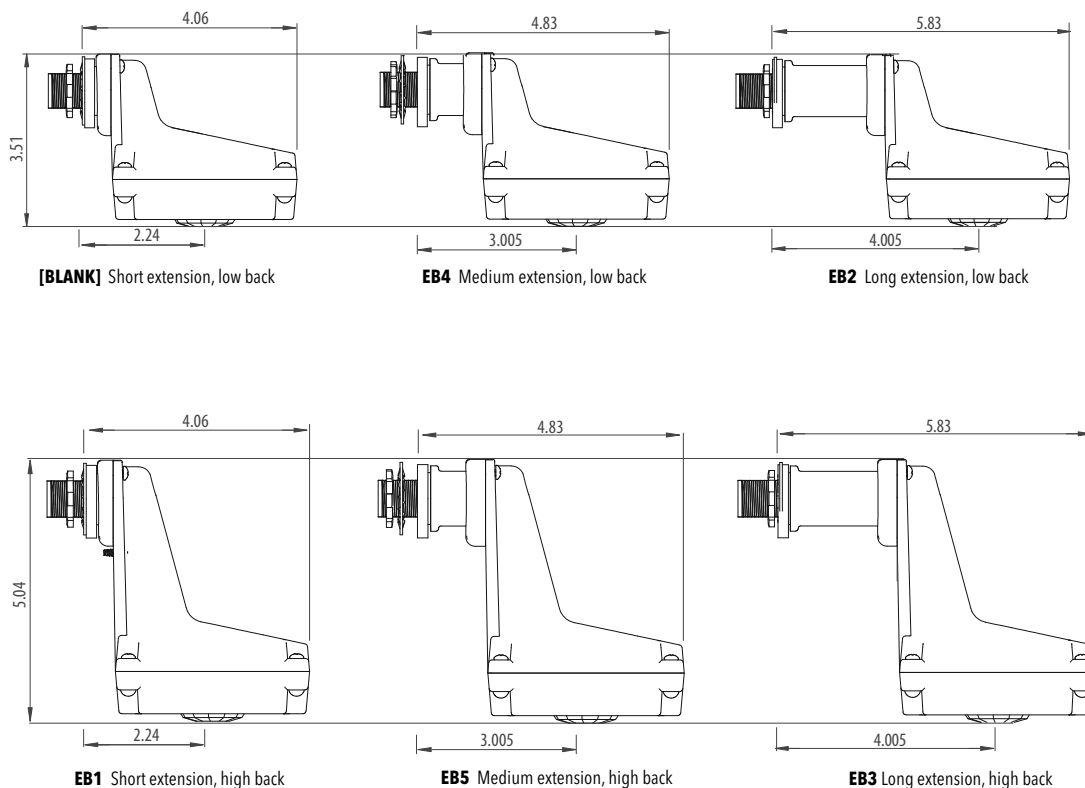 4.06
4.83
5.83
3.51
2.24
3.005
4.005
[BLANK] Short extension, low back
EB4 Medium extension, low back
EB2 Long extension, low back
4.06
4.83
5.83
5.04
2.24
3.005
4.005
EB1 Short extension, high back
EB5 Medium extension, high back
EB3 Long extension, high back